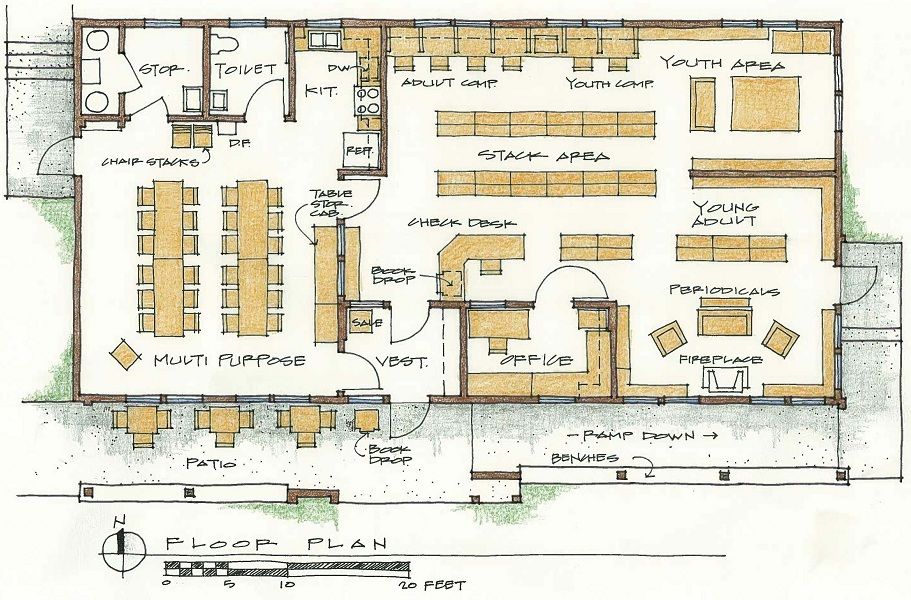 STOR.
TOILET
DW
KIT.
REF.
ADULT COMP.
YOUTH COMP.
YOUTH AREA
CHAIR STACKS
D.F.
STACK AREA
TABLE
STOR.
CAB.
YOUNG
ADULT
CHECK DESK
BOOK
DROP
PERIODICALS
SALE
MULTI PURPOSE
VEST.
OFFICE
FIREPLACE
BOOK
DROP
PATIO
- RAMP DOWN →
BENCHES
N
FLOOR PLAN
0 5 10 20 FEET